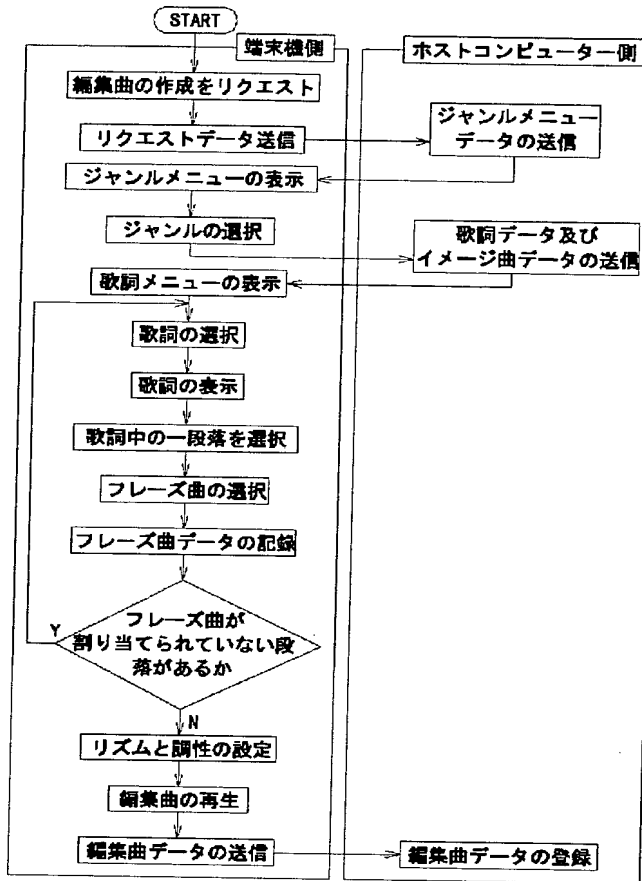 START
端末機側
ホストコンピューター側
編集曲の作成をリクエスト
リクエストデータ送信
ジャンルメニュー
データの送信
ジャンルメニューの表示
ジャンルの選択
歌詞データ及び
イメージ曲データの送信
歌詞メニューの表示
歌詞の選択
歌詞の表示
歌詞中の一段落を選択
フレーズ曲の選択
フレーズ曲データの記録
フレーズ曲が
割り当てられていない段
落があるか
Y
N
リズムと調性の設定
編集曲の再生
編集曲データの送信
編集曲データの登録